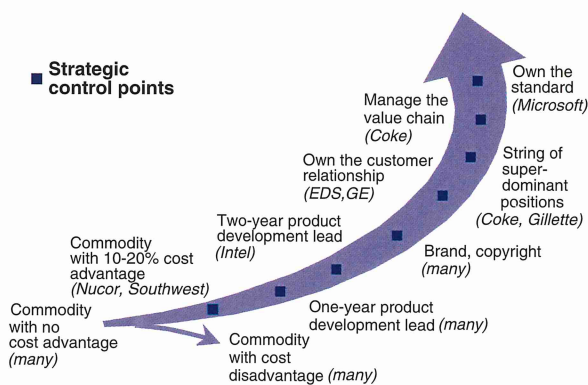 Strategic
control points
Own the
standard
(Microsoft)
Manage the
value chain
(Coke)
String of
super-
dominant
positions
(Coke, Gillette)
Own the customer
relationship
(EDS,GE)
Brand, copyright
(many)
Two-year product
development lead
(Intel)
One-year product
development lead (many)
Commodity
with 10-20% cost
advantage
(Nucor, Southwest)
Commodity
with no
cost advantage
(many)
Commodity
with cost
disadvantage (many)